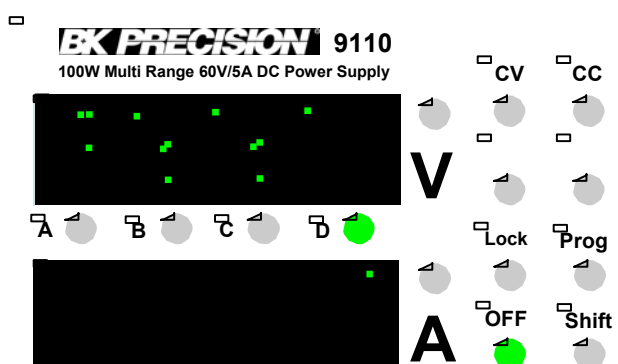 BK PRECISION® 9110
100W Multi Range 60V/5A DC Power Supply
CV CC
V
A B C D
Lock Prog
A
OFF Shift